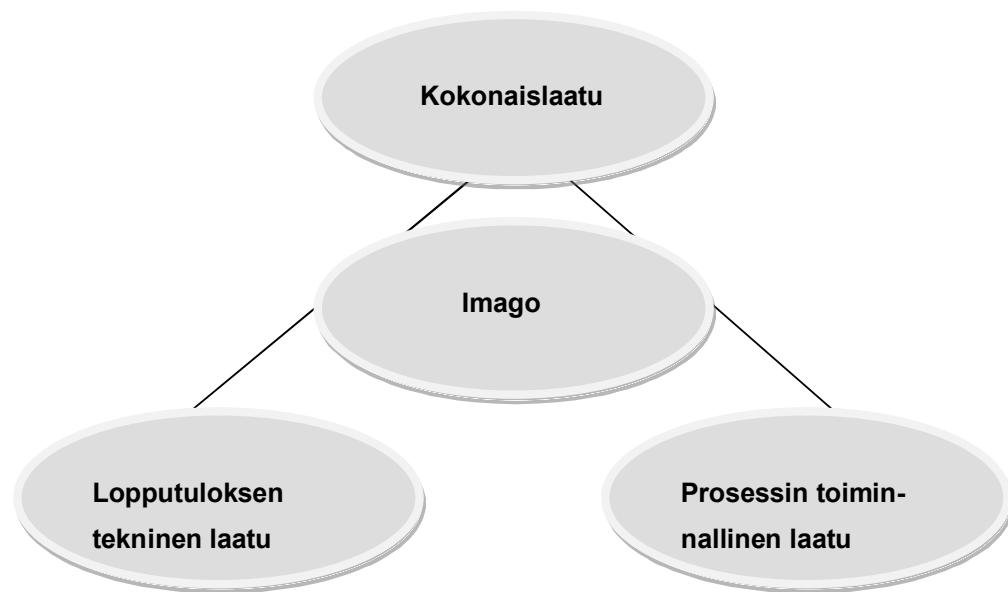 Kokonaislaatu
Imago
Lopputuloksen
tekninen laatu
Prosessin toimin-
nallinen laatu